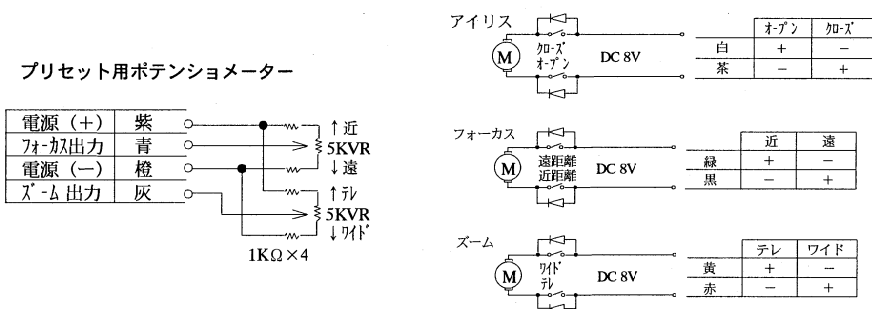 プリセット用ポテンショメーター
電源（＋） 紫
ﾌｫｰｶｽ出力 青
電源（ー） 橙
ｽﾞｰﾑ 出力 灰
↑近
5KVR
↓遠
↑ﾃﾚ
5KVR
↓ﾜｲﾄﾞ
1KΩ×4
アイリス
M
ｸﾛｰｽﾞ
ｵｰﾌﾟﾝ
DC 8V
ｵｰﾌﾟﾝ ｸﾛｰｽﾞ
白 ＋ －
茶 － ＋
フォーカス
M
遠距離
近距離
DC 8V
近 遠
緑 ＋ －
黒 － ＋
ズーム
M
ﾜｲﾄﾞ
ﾃﾚ
DC 8V
テレ ワイド
黄 ＋ －
赤 － ＋